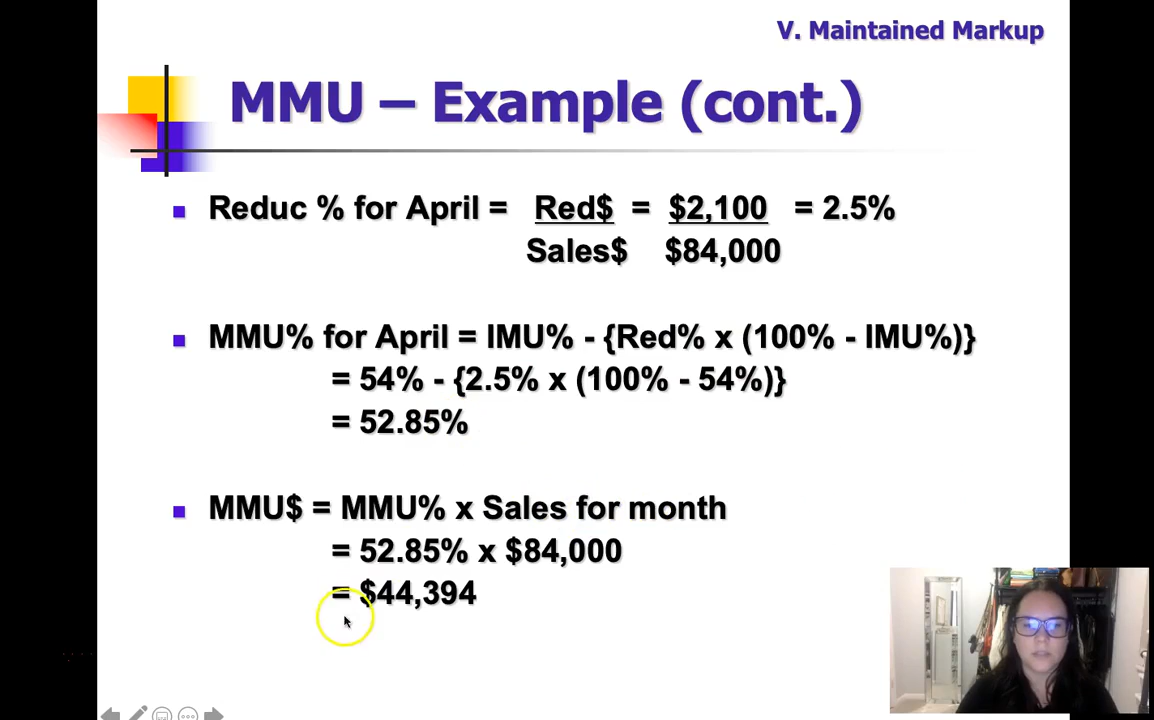 V. Maintained Markup
MMU – Example (cont.)
Reduc % for April = Red$ = $2,100 = 2.5%
Sales$ $84,000
MMU% for April = IMU% - {Red% x (100% - IMU%)}
= 54% - {2.5% x (100% - 54%)}
= 52.85%
MMU$ = MMU% x Sales for month
= 52.85% x $84,000
= $44,394